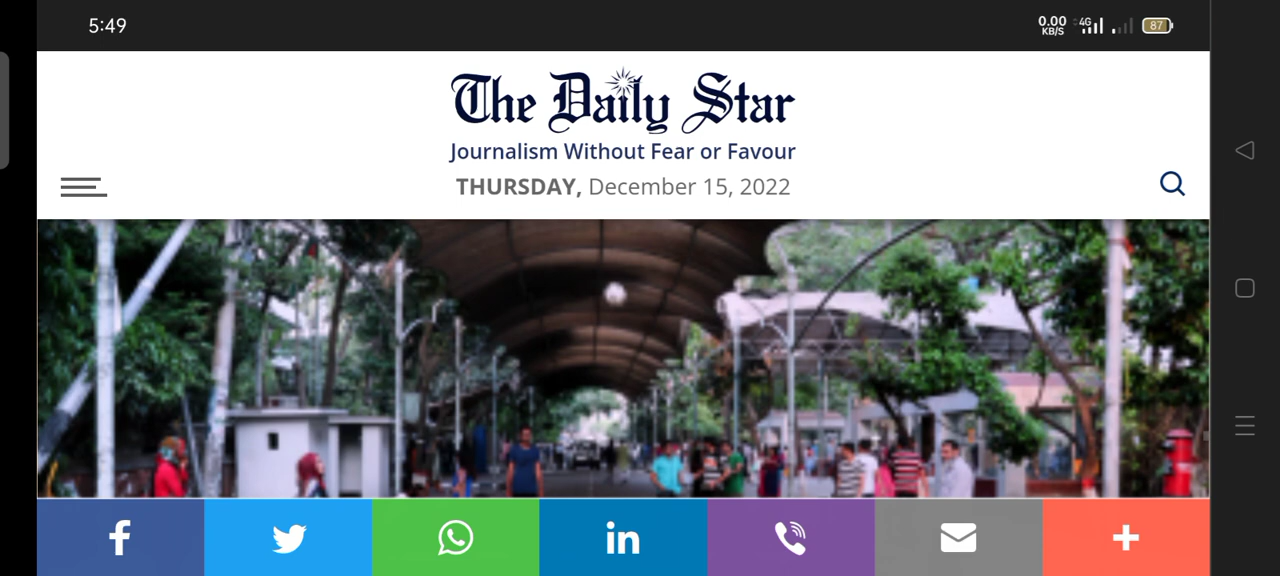 5:49
0.00
KB/S
4G
87
The Daily Star
Journalism Without Fear or Favour
THURSDAY, December 15, 2022
f
in